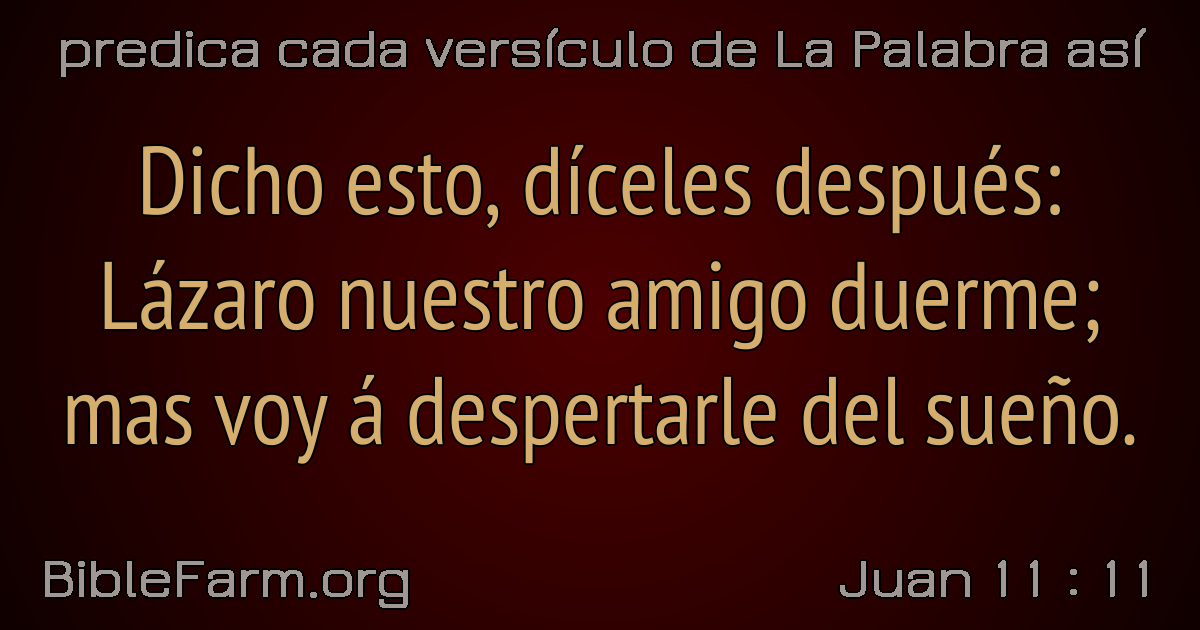 predica cada versículo de La Palabra así
Dicho esto, díceles después:
Lázaro nuestro amigo duerme;
mas voy á despertarle del sueño.
BibleFarm.org
Juan 11 : 11